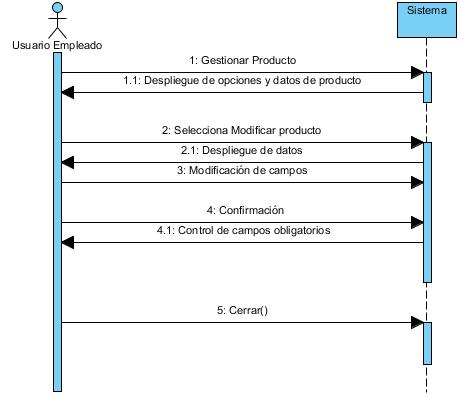 Sistema
Usuario Empleado
1: Gestionar Producto
1.1: Despliegue de opciones y datos de producto
2: Selecciona Modificar producto
2.1: Despliegue de datos
3: Modificación de campos
4: Confirmación
4.1: Control de campos obligatorios
5: Cerrar()